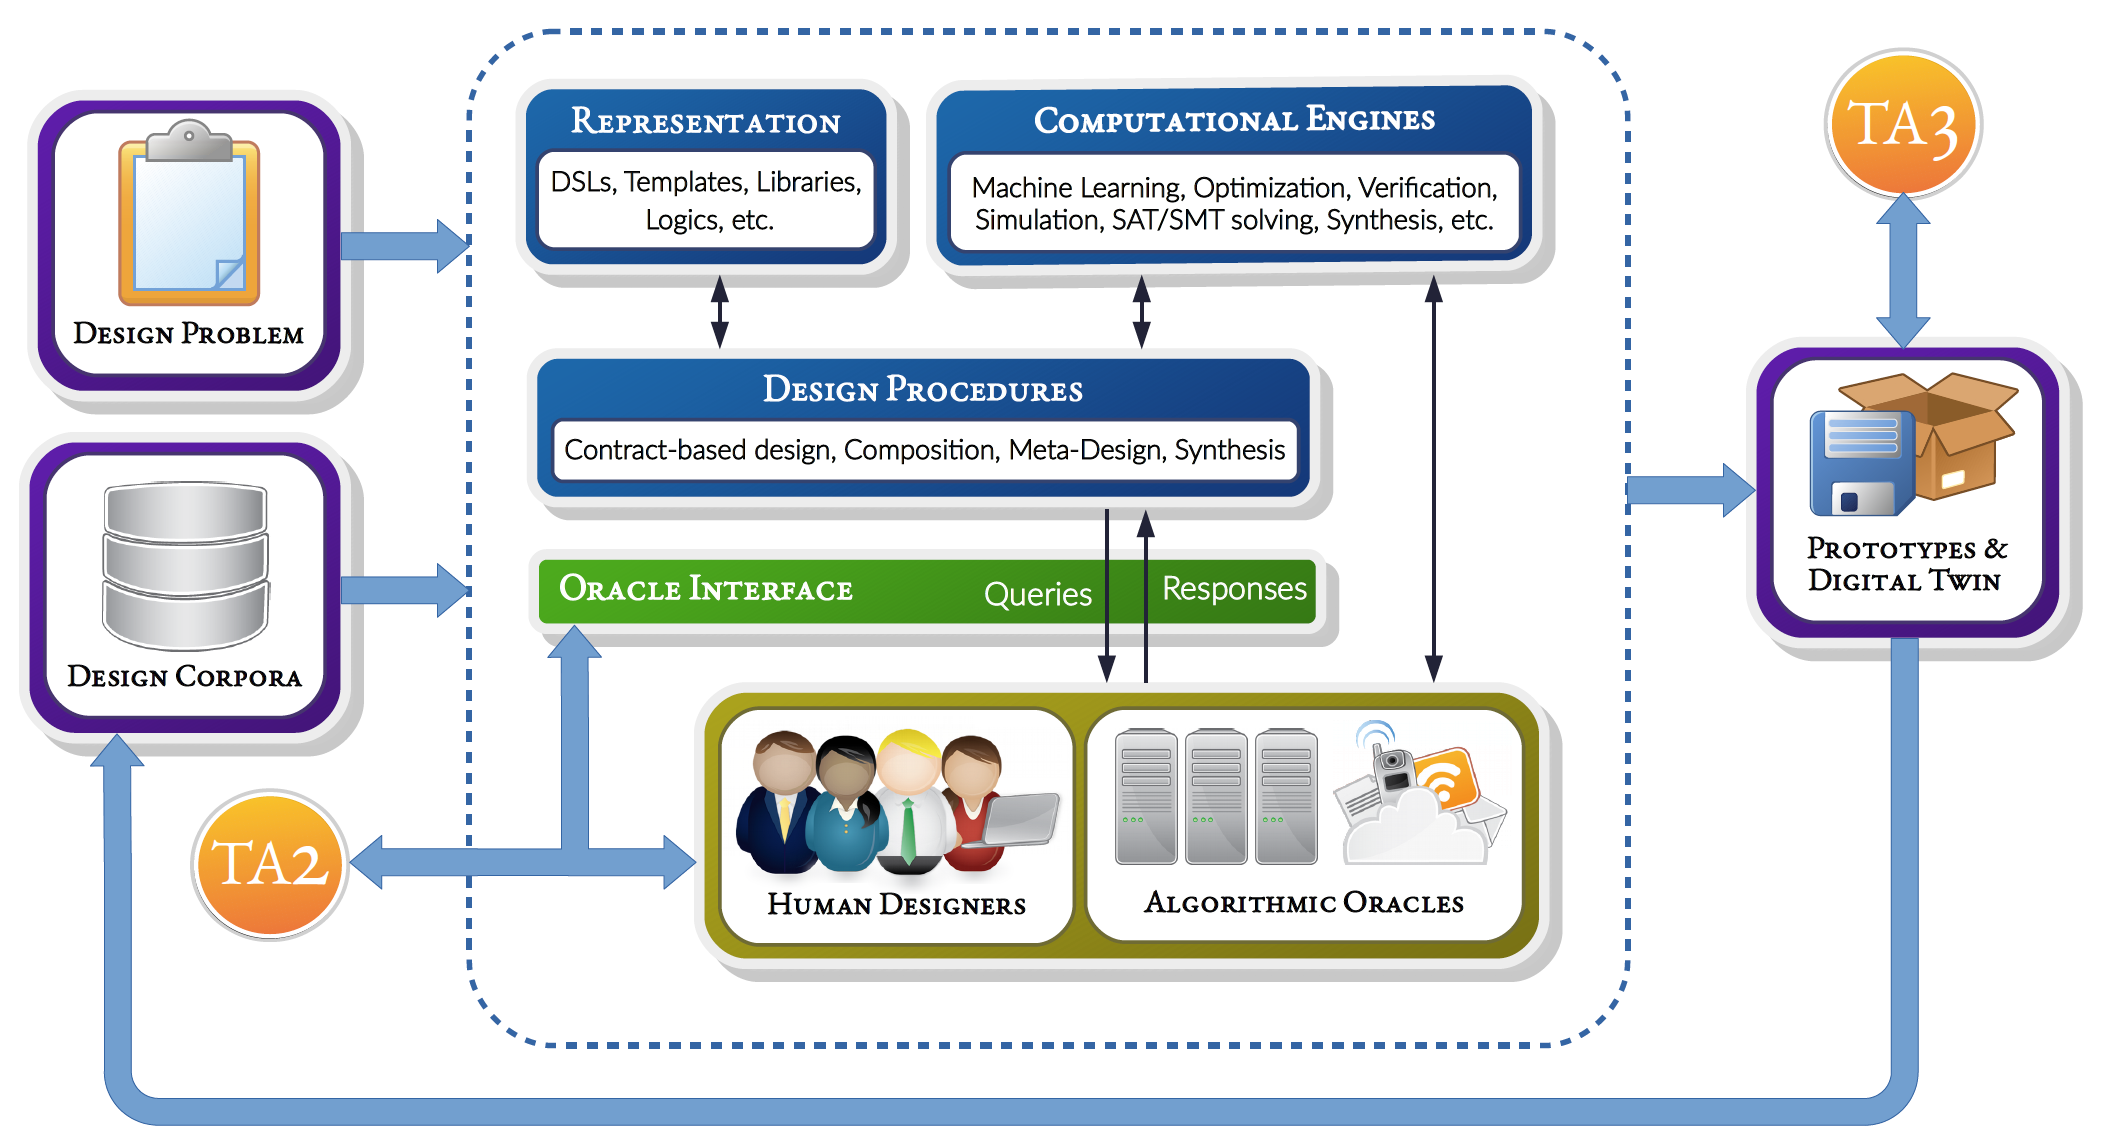 Design Problem
Design Corpora
TA2
Representation
DSLs, Templates, Libraries,
Logics, etc.
Computational Engines
Machine Learning, Optimization, Verification,
Simulation, SAT/SMT solving, Synthesis, etc.
Design Procedures
Contract-based design, Composition, Meta-Design, Synthesis
Oracle Interface
Queries
Responses
Human Designers
Algorithmic Oracles
TA3
Prototypes &
Digital Twin